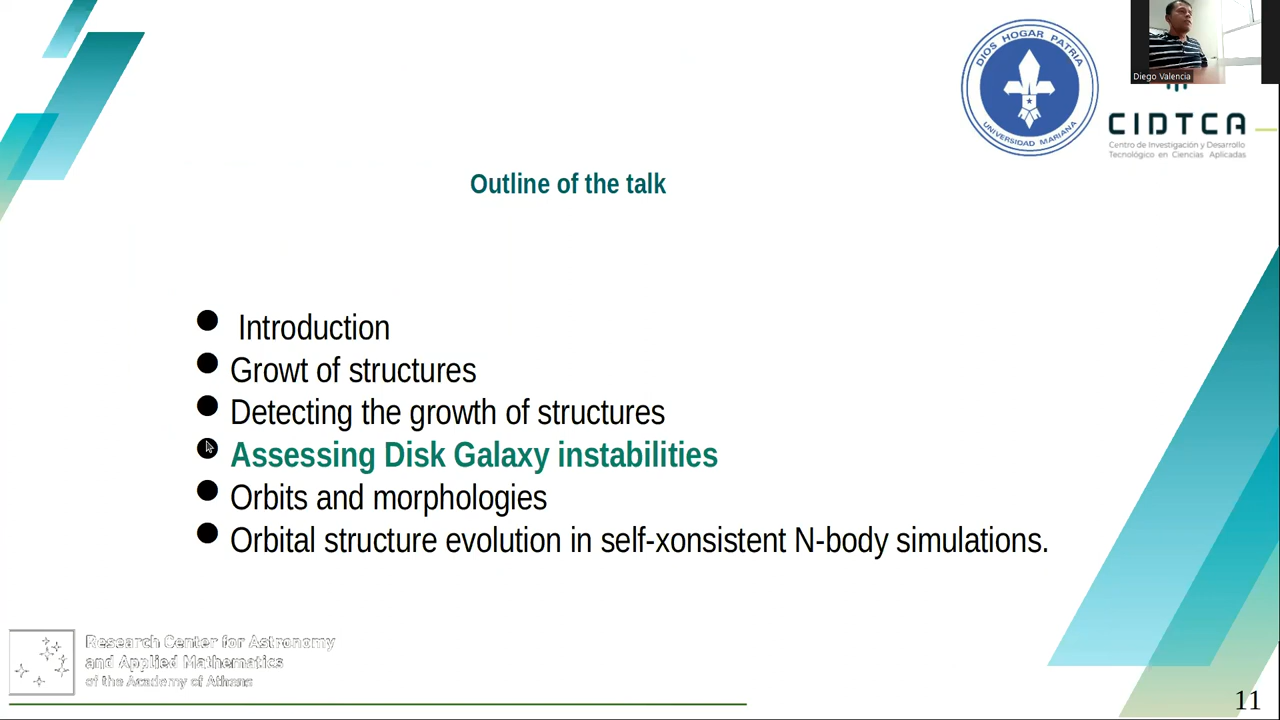 DIOS HOGAR PATRIA
UNIVERSIDAD MARIANA
Diego Valencia
CIDTCA
Centro de Investigación y Desarrollo
Tecnológico en Ciencias Aplicadas
Outline of the talk
Introduction
Growt of structures
Detecting the growth of structures
Assessing Disk Galaxy instabilities
Orbits and morphologies
Orbital structure evolution in self-xonsistent N-body simulations.
Research Center for Astronomy
and Applied Mathematics
of the Academy of Athens
11